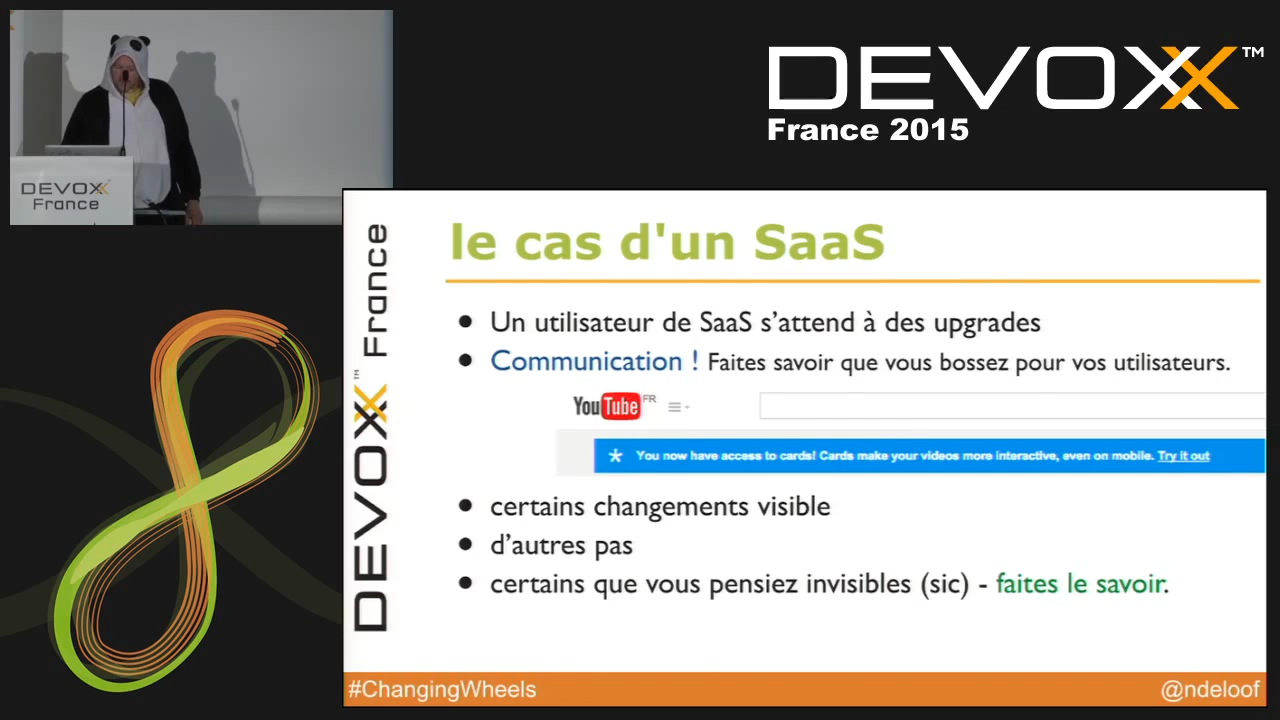 DEVOXX™
France 2015
DEVOXX
France
DEVOXX™ France
le cas d'un SaaS
• Un utilisateur de SaaS s’attend à des upgrades
• Communication ! Faites savoir que vous bossez pour vos utilisateurs.
YouTube FR
You now have access to cards! Cards make your videos more interactive, even on mobile. Try it out
• certains changements visible
• d’autres pas
• certains que vous pensiez invisibles (sic) - faites le savoir.
#ChangingWheels
@ndeloof